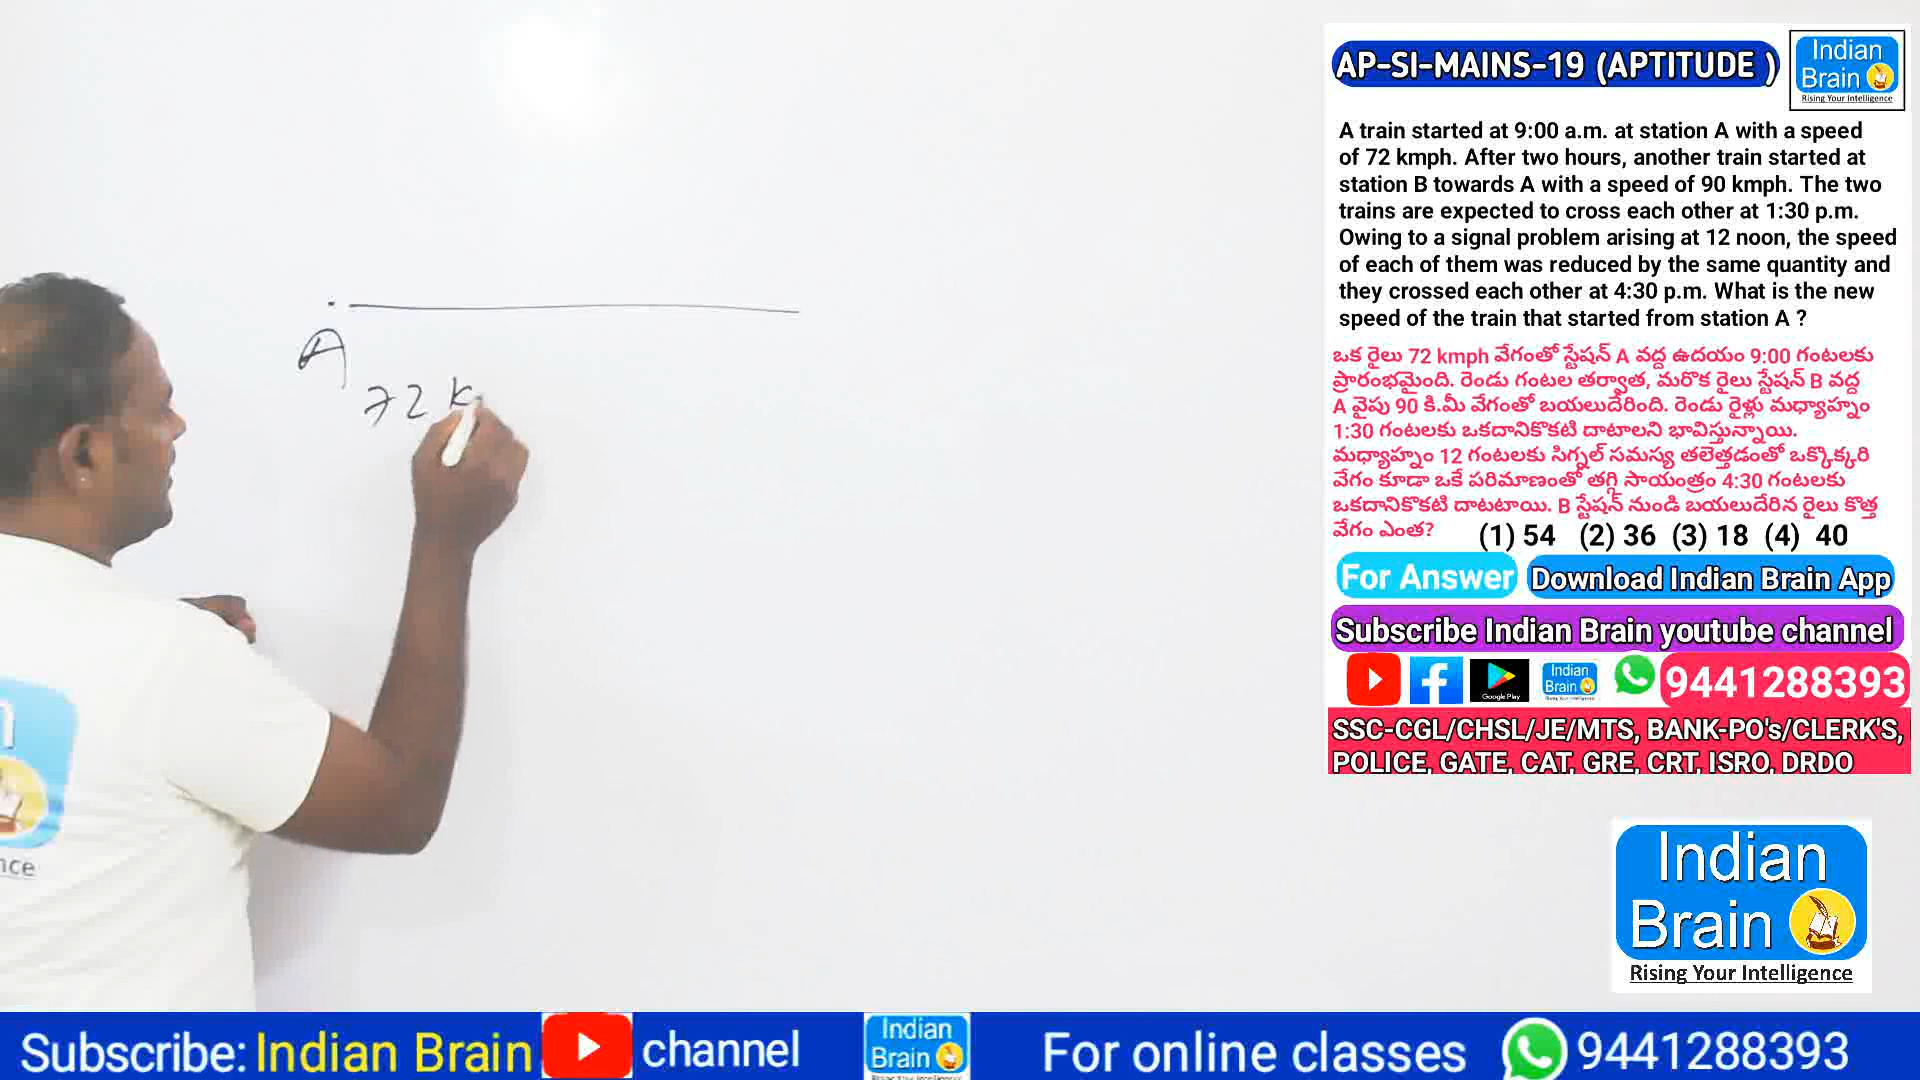 AP-SI-MAINS-19 (APTITUDE )
Indian
Brain
Rising Your Intelligence
A train started at 9:00 a.m. at station A with a speed
of 72 kmph. After two hours, another train started at
station B towards A with a speed of 90 kmph. The two
trains are expected to cross each other at 1:30 p.m.
Owing to a signal problem arising at 12 noon, the speed
of each of them was reduced by the same quantity and
they crossed each other at 4:30 p.m. What is the new
speed of the train that started from station A ?
ఒక రైలు 72 kmph వేగంతో స్టేషన్ A వద్ద ఉదయం 9:00 గంటలకు
ప్రారంభమైంది. రెండు గంటల తర్వాత, మరొక రైలు స్టేషన్ B వద్ద
A వైపు 90 కి.మీ వేగంతో బయలుదేరింది. రెండు రైళ్లు మధ్యాహ్నం
1:30 గంటలకు ఒకదానికొకటి దాటాలని భావిస్తున్నాయి.
మధ్యాహ్నం 12 గంటలకు సిగ్నల్ సమస్య తలెత్తడంతో ఒక్కొక్కరి
వేగం కూడా ఒకే పరిమాణంతో తగ్గి సాయంత్రం 4:30 గంటలకు
ఒకదానికొకటి దాటటాయి. B స్టేషన్ నుండి బయలుదేరిన రైలు కొత్త
వేగం ఎంత? (1) 54 (2) 36 (3) 18 (4) 40
For Answer Download Indian Brain App
Subscribe Indian Brain youtube channel
Google Play
Indian
Brain
9441288393
SSC-CGL/CHSL/JE/MTS, BANK-PO's/CLERK'S,
POLICE, GATE, CAT, GRE, CRT, ISRO, DRDO
A
72 k
nce
Indian
Brain
Rising Your Intelligence
Subscribe: Indian Brain channel
Indian
Brain
For online classes 9441288393